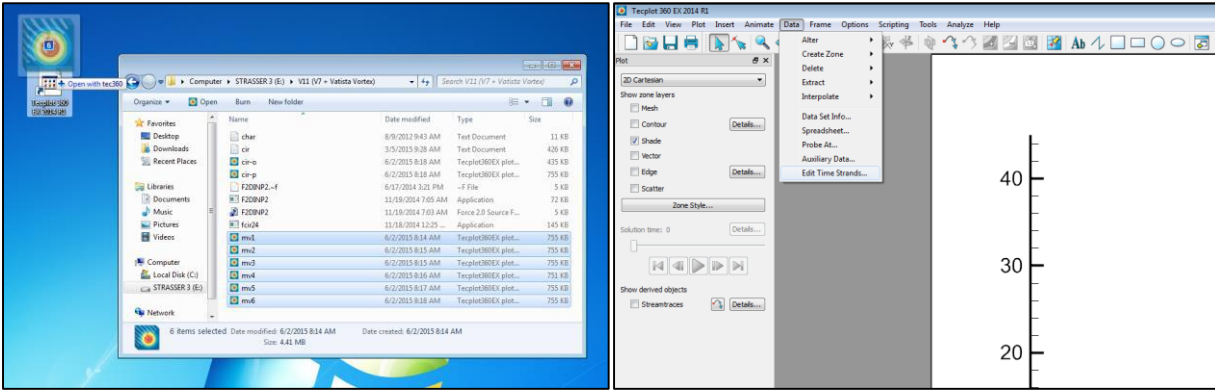 + Open with tec360
Tecplot 360
EX 2014 R1
Computer ▸ STRASSER 3 (E:) ▸ V11 (V7 + Vatista Vortex)
Search V11 (V7 + Vatista Vortex)
Organize Open Burn New folder
Name Date modified Type Size
Favorites
Desktop
Downloads
Recent Places
Libraries
Documents
Music
Pictures
Videos
Computer
Local Disk (C:)
STRASSER 3 (E:)
Network
char 8/9/2012 9:43 AM Text Document 11 KB
cir 3/5/2015 9:28 AM Text Document 426 KB
cir-o 6/2/2015 8:18 AM Tecplot360EX plot... 435 KB
cir-p 6/2/2015 8:18 AM Tecplot360EX plot... 755 KB
F2DINP2.~f 6/17/2014 3:21 PM ~F File 5 KB
F2DINP2 11/19/2014 7:05 AM Application 72 KB
F2DINP2 11/19/2014 7:03 AM Force 2.0 Source F... 5 KB
fcir24 11/18/2014 12:25 ... Application 145 KB
mv1 6/2/2015 8:14 AM Tecplot360EX plot... 755 KB
mv2 6/2/2015 8:15 AM Tecplot360EX plot... 755 KB
mv3 6/2/2015 8:15 AM Tecplot360EX plot... 755 KB
mv4 6/2/2015 8:16 AM Tecplot360EX plot... 751 KB
mv5 6/2/2015 8:17 AM Tecplot360EX plot... 755 KB
mv6 6/2/2015 8:18 AM Tecplot360EX plot... 755 KB
6 items selected Date modified: 6/2/2015 8:14 AM Date created: 6/2/2015 8:14 AM
Size: 4.41 MB
Tecplot 360 EX 2014 R1
File Edit View Plot Insert Animate Data Frame Options Scripting Tools Analyze Help
Plot
2D Cartesian
Show zone layers
Mesh
Contour Details...
Shade
Vector
Edge Details...
Scatter
Zone Style...
Solution time: 0 Details...
Show derived objects
Streamtraces Details...
Alter
Create Zone
Delete
Extract
Interpolate
Data Set Info...
Spreadsheet...
Probe At...
Auxiliary Data...
Edit Time Strands...
Ab
40
30
20